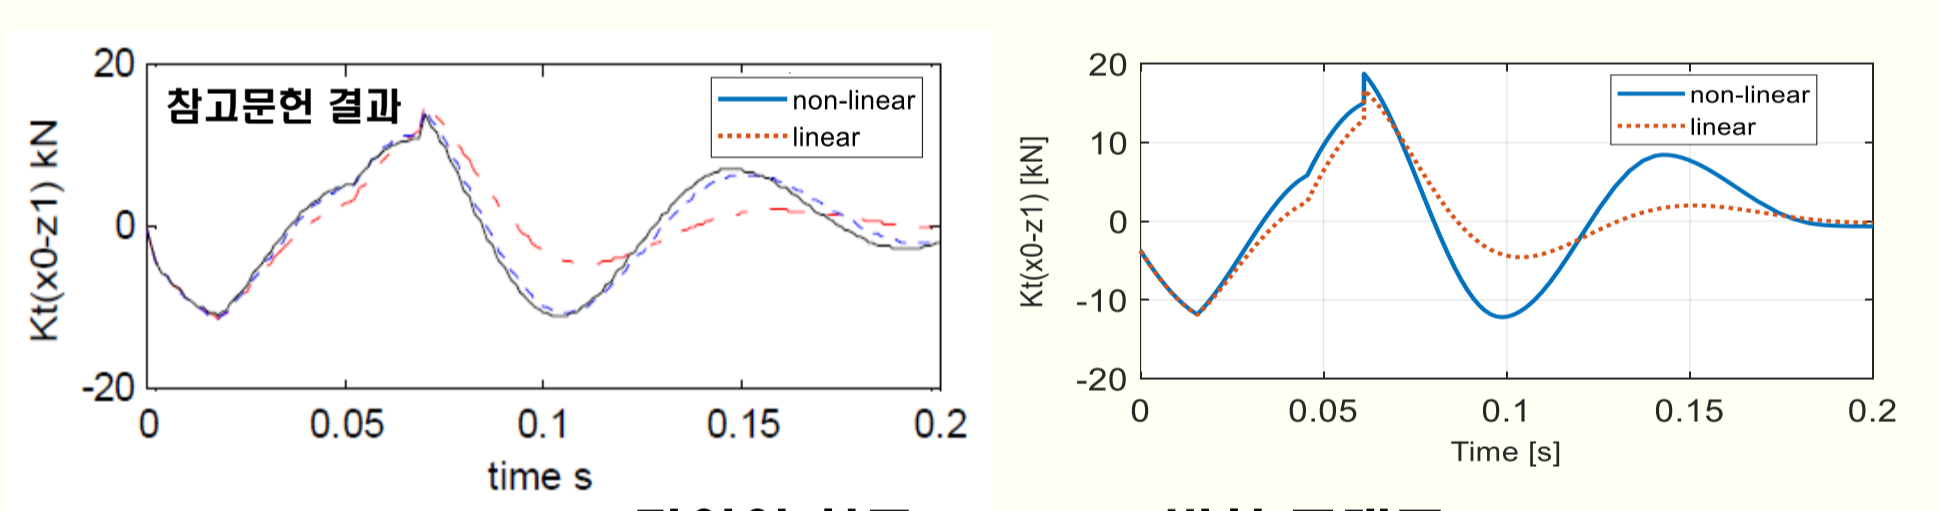 20
0
-20
Kt(x0-z1) kN
참고문헌 결과
non-linear
linear
0 0.05 0.1 0.15 0.2
time s
20
10
0
-10
-20
Kt(x0-z1) [kN]
non-linear
linear
0 0.05 0.1 0.15 0.2
Time [s]